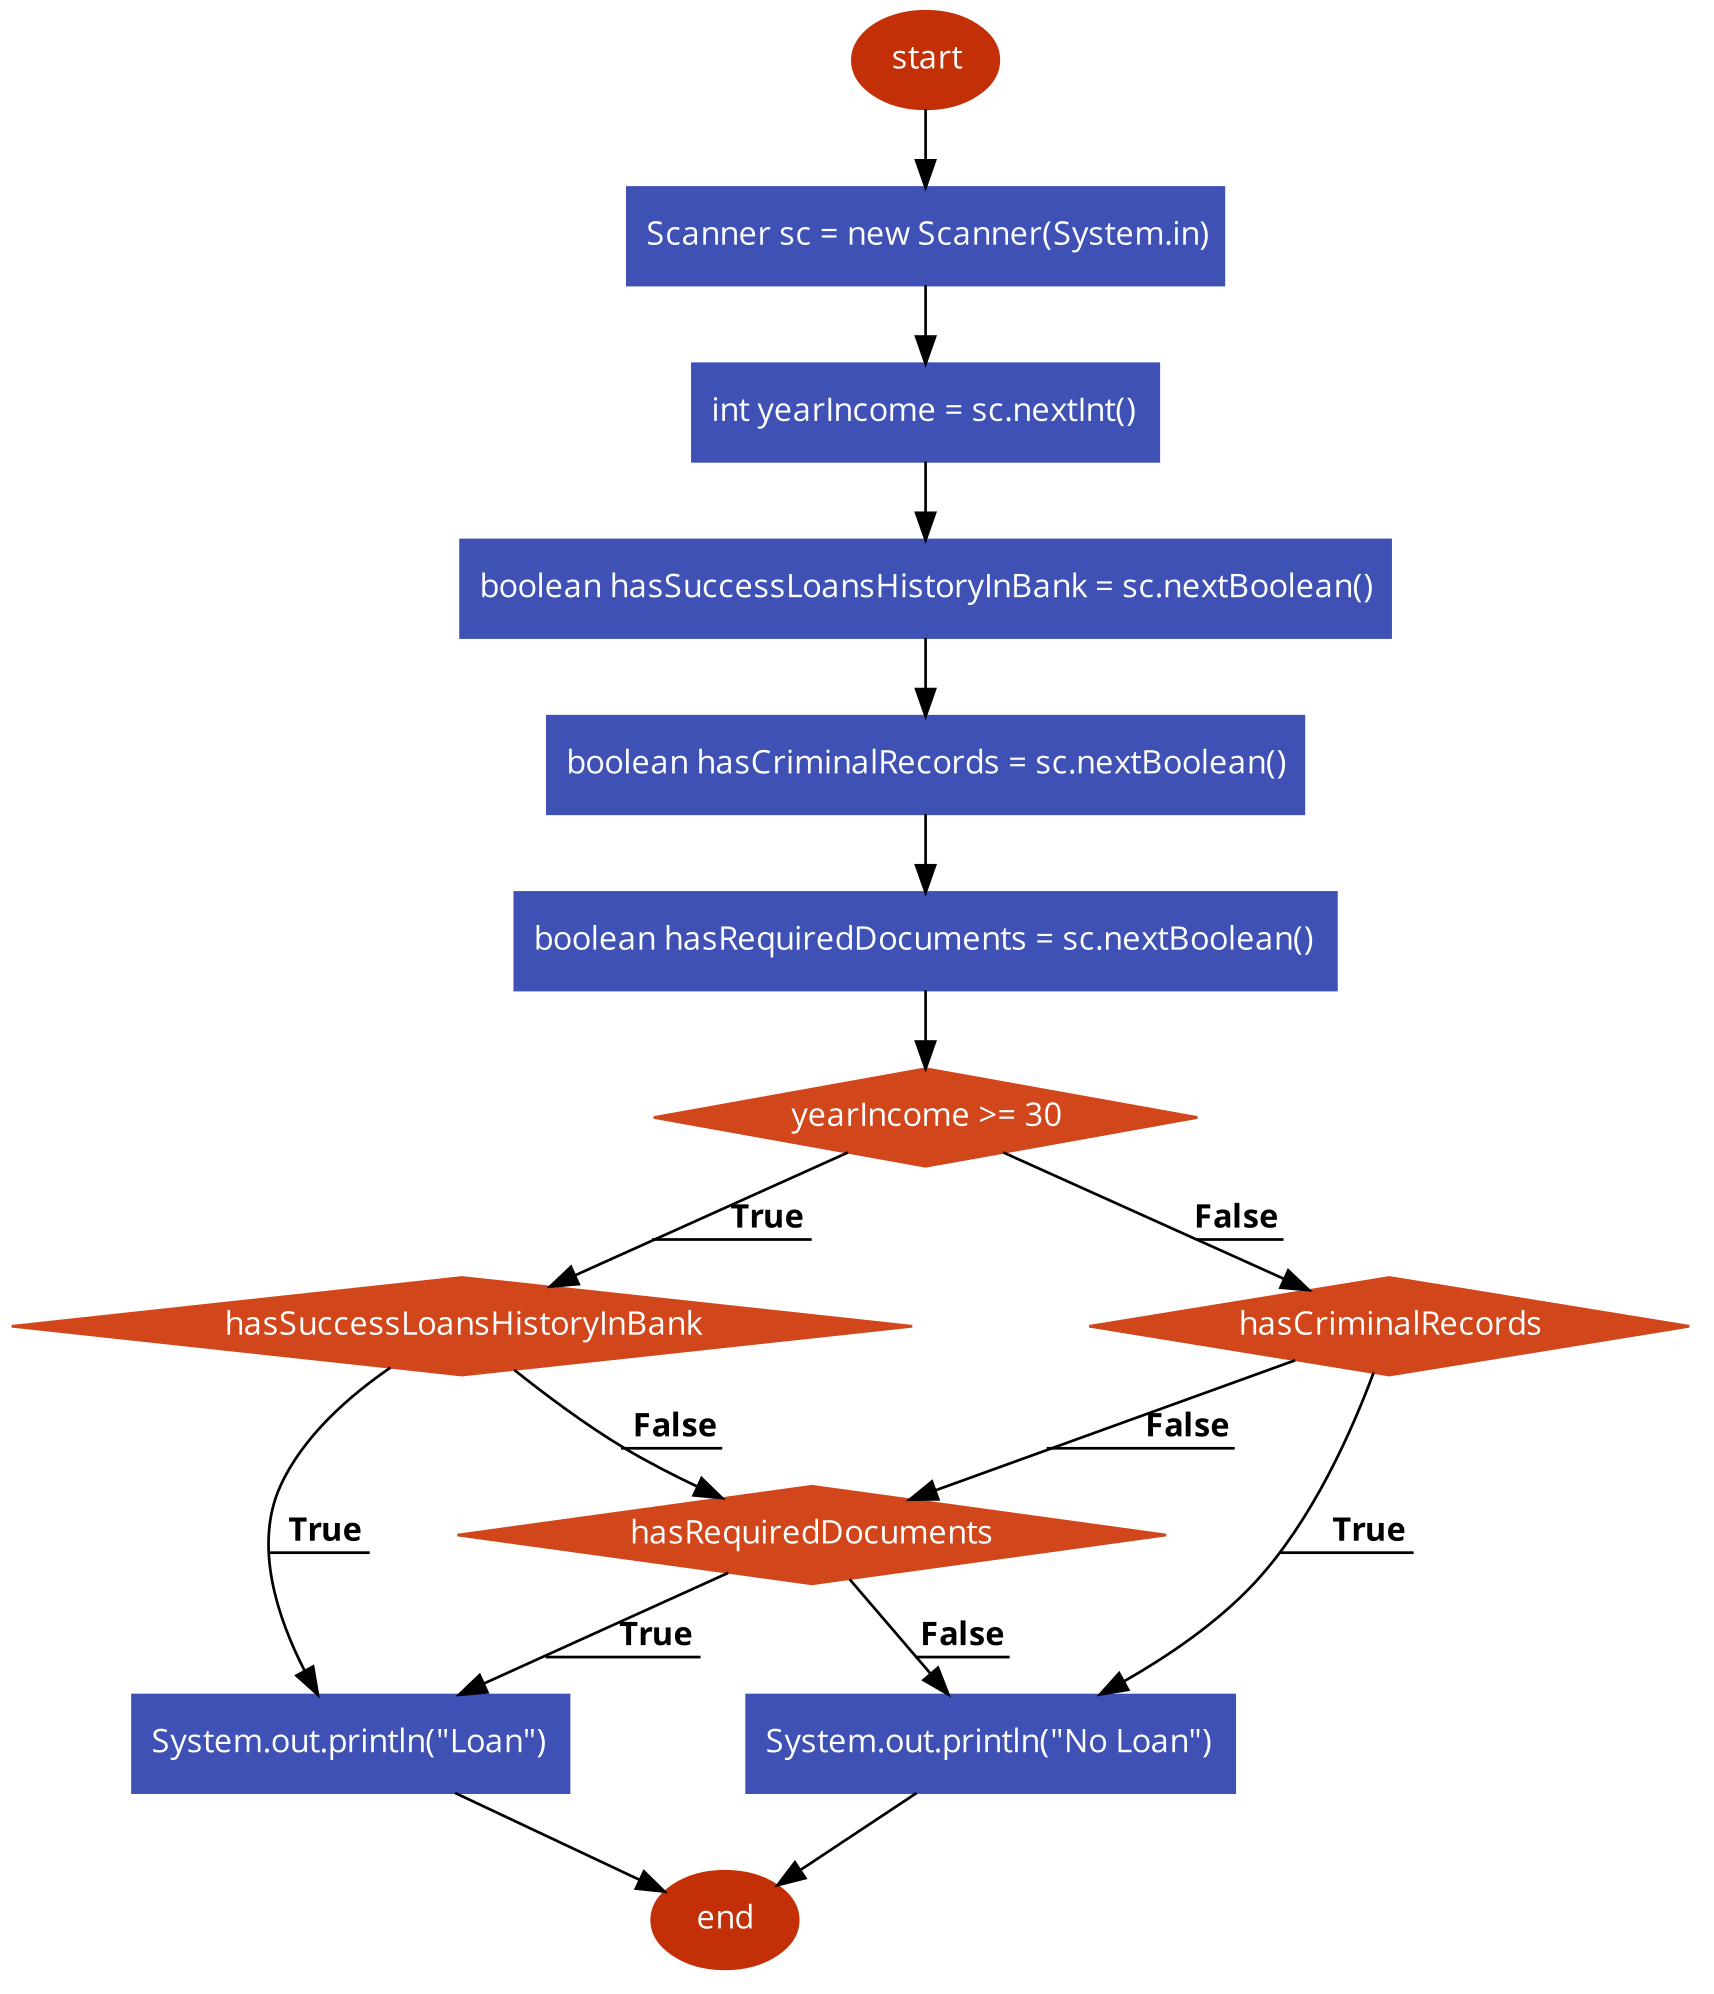 start
Scanner sc = new Scanner(System.in)
int yearIncome = sc.nextInt()
boolean hasSuccessLoansHistoryInBank = sc.nextBoolean()
boolean hasCriminalRecords = sc.nextBoolean()
boolean hasRequiredDocuments = sc.nextBoolean()
yearIncome >= 30
True
False
hasSuccessLoansHistoryInBank
hasCriminalRecords
False
False
True
True
hasRequiredDocuments
True
False
System.out.println("Loan")
System.out.println("No Loan")
end